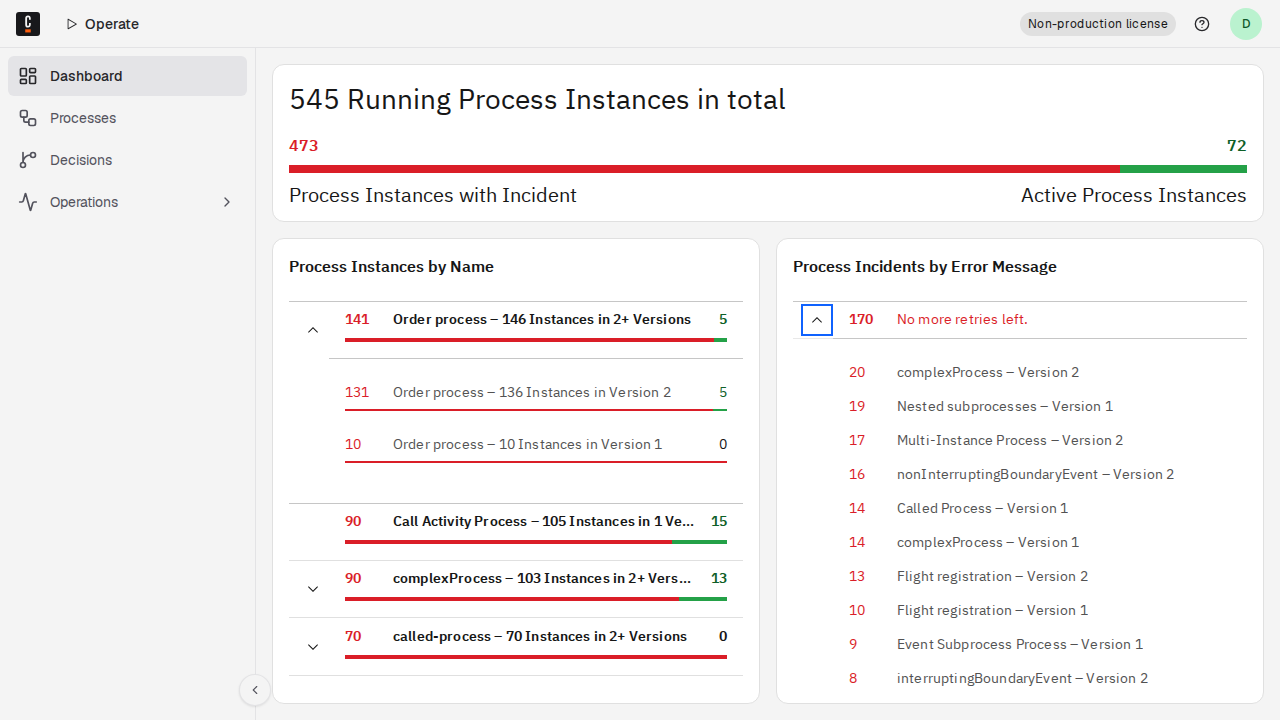 C
Operate
Non-production license
D
Dashboard
Processes
Decisions
Operations
545 Running Process Instances in total
473
72
Process Instances with Incident
Active Process Instances
Process Instances by Name
141 Order process – 146 Instances in 2+ Versions 5
131 Order process – 136 Instances in Version 2 5
10 Order process – 10 Instances in Version 1 0
90 Call Activity Process – 105 Instances in 1 Ve... 15
90 complexProcess – 103 Instances in 2+ Vers... 13
70 called-process – 70 Instances in 2+ Versions 0
Process Incidents by Error Message
170 No more retries left.
20 complexProcess – Version 2
19 Nested subprocesses – Version 1
17 Multi-Instance Process – Version 2
16 nonInterruptingBoundaryEvent – Version 2
14 Called Process – Version 1
14 complexProcess – Version 1
13 Flight registration – Version 2
10 Flight registration – Version 1
9 Event Subprocess Process – Version 1
8 interruptingBoundaryEvent – Version 2